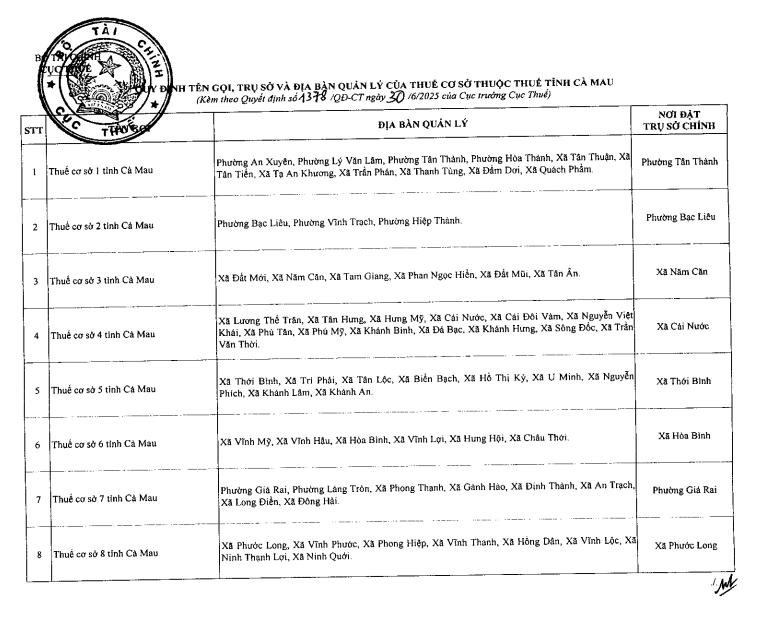 BỘ TÀI CHÍNH
CỤC THUẾ
BỘ TÀI CHÍNH
CỤC THUẾ
QUY ĐỊNH TÊN GỌI, TRỤ SỞ VÀ ĐỊA BÀN QUẢN LÝ CỦA THUẾ CƠ SỞ THUỘC THUẾ TỈNH CÀ MAU
(Kèm theo Quyết định số 1378 /QĐ-CT ngày 30 /6/2025 của Cục trưởng Cục Thuế)
STT
TÊN GỌI
ĐỊA BÀN QUẢN LÝ
NƠI ĐẶT
TRỤ SỞ CHÍNH
1
Thuế cơ sở 1 tỉnh Cà Mau
Phường An Xuyên, Phường Lý Văn Lâm, Phường Tân Thành, Phường Hòa Thành, Xã Tân Thuận, Xã
Tân Tiến, Xã Tạ An Khương, Xã Trần Phán, Xã Thanh Tùng, Xã Đầm Dơi, Xã Quách Phẩm.
Phường Tân Thành
2
Thuế cơ sở 2 tỉnh Cà Mau
Phường Bạc Liêu, Phường Vĩnh Trạch, Phường Hiệp Thành.
Phường Bạc Liêu
3
Thuế cơ sở 3 tỉnh Cà Mau
Xã Đất Mới, Xã Năm Căn, Xã Tam Giang, Xã Phan Ngọc Hiển, Xã Đất Mũi, Xã Tân Ân.
Xã Năm Căn
4
Thuế cơ sở 4 tỉnh Cà Mau
Xã Lương Thế Trân, Xã Tân Hưng, Xã Hưng Mỹ, Xã Cái Nước, Xã Cái Đôi Vàm, Xã Nguyễn Việt
Khái, Xã Phú Tân, Xã Phú Mỹ, Xã Khánh Bình, Xã Đá Bạc, Xã Khánh Hưng, Xã Sông Đốc, Xã Trần
Văn Thời.
Xã Cái Nước
5
Thuế cơ sở 5 tỉnh Cà Mau
Xã Thới Bình, Xã Trí Phải, Xã Tân Lộc, Xã Biển Bạch, Xã Hồ Thị Kỷ, Xã U Minh, Xã Nguyễn
Phích, Xã Khánh Lâm, Xã Khánh An.
Xã Thới Bình
6
Thuế cơ sở 6 tỉnh Cà Mau
Xã Vĩnh Mỹ, Xã Vĩnh Hậu, Xã Hòa Bình, Xã Vĩnh Lợi, Xã Hưng Hội, Xã Châu Thới.
Xã Hòa Bình
7
Thuế cơ sở 7 tỉnh Cà Mau
Phường Giá Rai, Phường Láng Tròn, Xã Phong Thạnh, Xã Gành Hào, Xã Định Thành, Xã An Trạch,
Xã Long Điền, Xã Đông Hải.
Phường Giá Rai
8
Thuế cơ sở 8 tỉnh Cà Mau
Xã Phước Long, Xã Vĩnh Phước, Xã Phong Hiệp, Xã Vĩnh Thanh, Xã Hồng Dân, Xã Vĩnh Lộc, Xã
Ninh Thạnh Lợi, Xã Ninh Quới.
Xã Phước Long